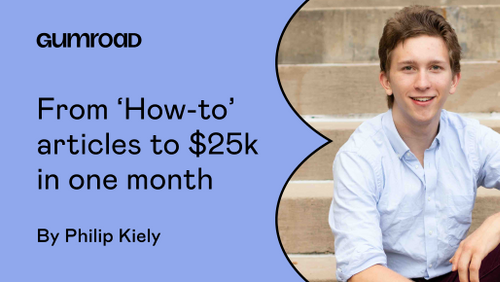 GUMROAD
From ‘How-to’
articles to $25k
in one month
By Philip Kiely